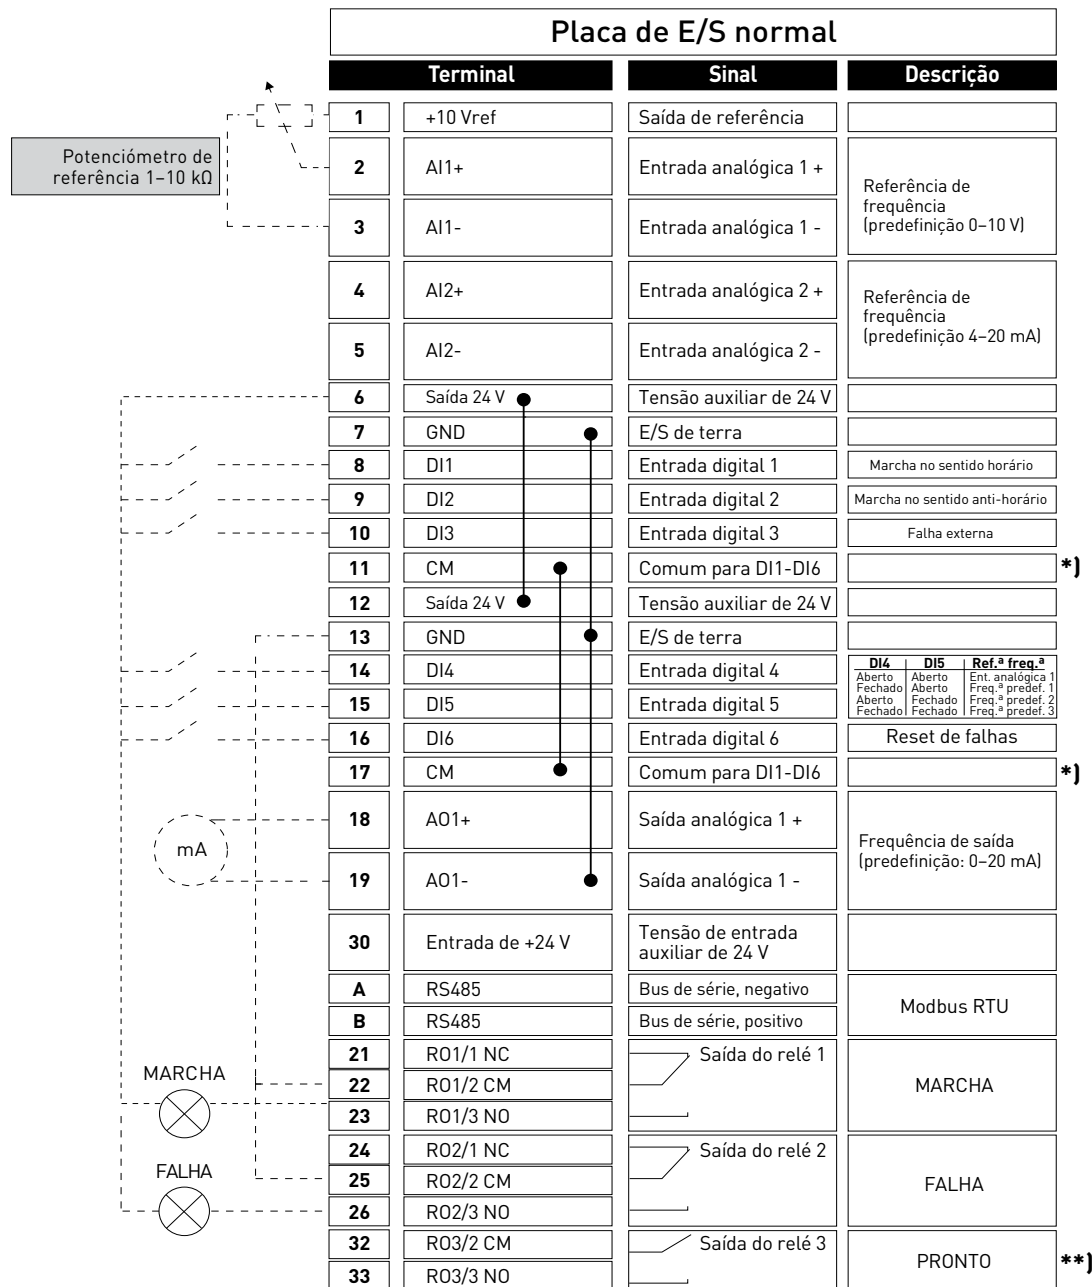 Placa de E/S normal
Terminal Sinal Descrição
1 +10 Vref Saída de referência
Potenciómetro de
referência 1–10 kΩ
2 AI1+ Entrada analógica 1 +
Referência de
frequência
(predefinição 0–10 V)
3 AI1- Entrada analógica 1 -
4 AI2+ Entrada analógica 2 +
Referência de
frequência
(predefinição 4–20 mA)
5 AI2- Entrada analógica 2 -
6 Saída 24 V Tensão auxiliar de 24 V
7 GND E/S de terra
8 DI1 Entrada digital 1 Marcha no sentido horário
9 DI2 Entrada digital 2 Marcha no sentido anti-horário
10 DI3 Entrada digital 3 Falha externa
11 CM Comum para DI1-DI6 *)
12 Saída 24 V Tensão auxiliar de 24 V
13 GND E/S de terra
14 DI4 Entrada digital 4
DI4 DI5 Ref.ª freq.ª
Aberto Aberto Ent. analógica 1
Fechado Aberto Freq.ª predef. 1
Aberto Fechado Freq.ª predef. 2
Fechado Fechado Freq.ª predef. 3
15 DI5 Entrada digital 5
16 DI6 Entrada digital 6 Reset de falhas
17 CM Comum para DI1-DI6 *)
18 AO1+ Saída analógica 1 +
Frequência de saída
(predefinição: 0–20 mA)
mA
19 AO1- Saída analógica 1 -
30 Entrada de +24 V Tensão de entrada
auxiliar de 24 V
A RS485 Bus de série, negativo
Modbus RTU
B RS485 Bus de série, positivo
21 RO1/1 NC Saída do relé 1
MARCHA
22 RO1/2 CM MARCHA
23 RO1/3 NO
24 RO2/1 NC Saída do relé 2
FALHA
25 RO2/2 CM FALHA
26 RO2/3 NO
32 RO3/2 CM Saída do relé 3
PRONTO **)
33 RO3/3 NO